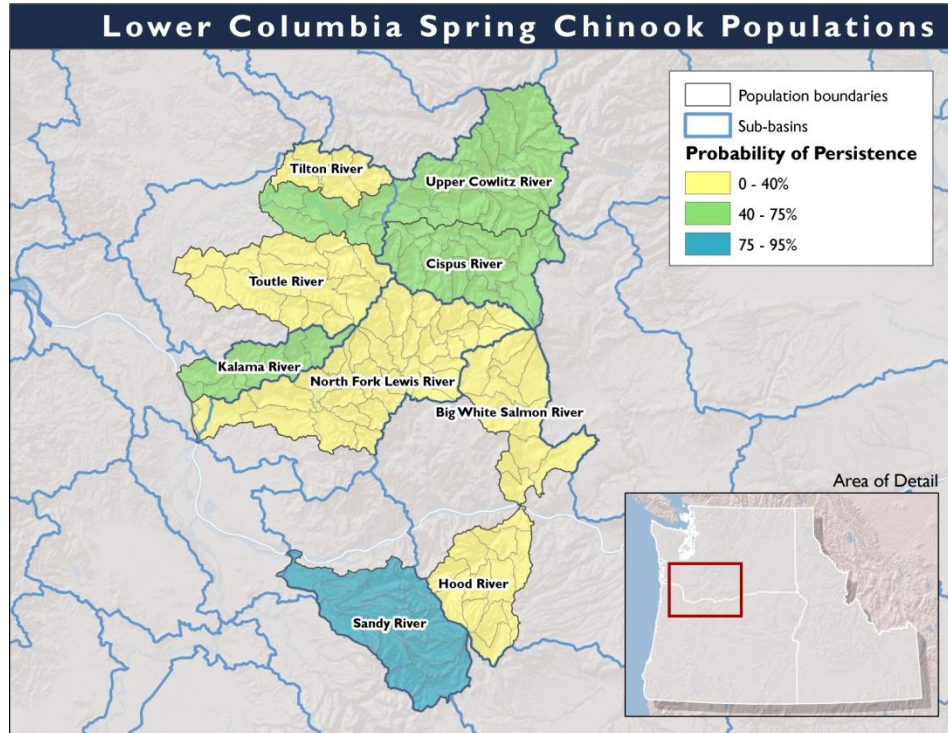 Lower Columbia Spring Chinook Populations
Population boundaries
Sub-basins
Probability of Persistence
0 - 40%
40 - 75%
75 - 95%
Tilton River
Upper Cowlitz River
Cispus River
Toutle River
Kalama River
North Fork Lewis River
Big White Salmon River
Hood River
Sandy River
Area of Detail